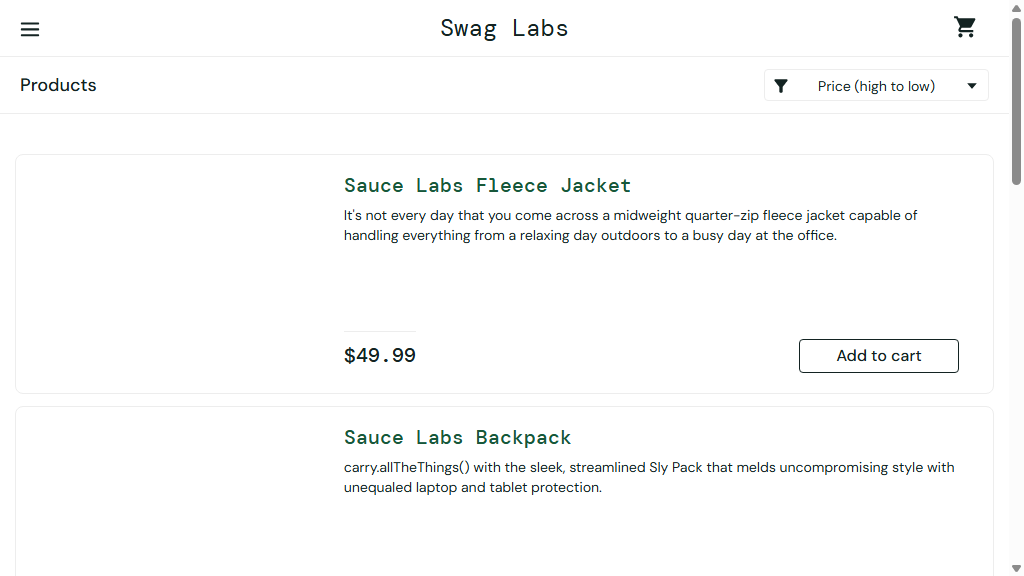 Swag Labs
Products
Price (high to low)
Sauce Labs Fleece Jacket
It's not every day that you come across a midweight quarter-zip fleece jacket capable of
handling everything from a relaxing day outdoors to a busy day at the office.
$49.99
Add to cart
Sauce Labs Backpack
carry.allTheThings() with the sleek, streamlined Sly Pack that melds uncompromising style with
unequaled laptop and tablet protection.